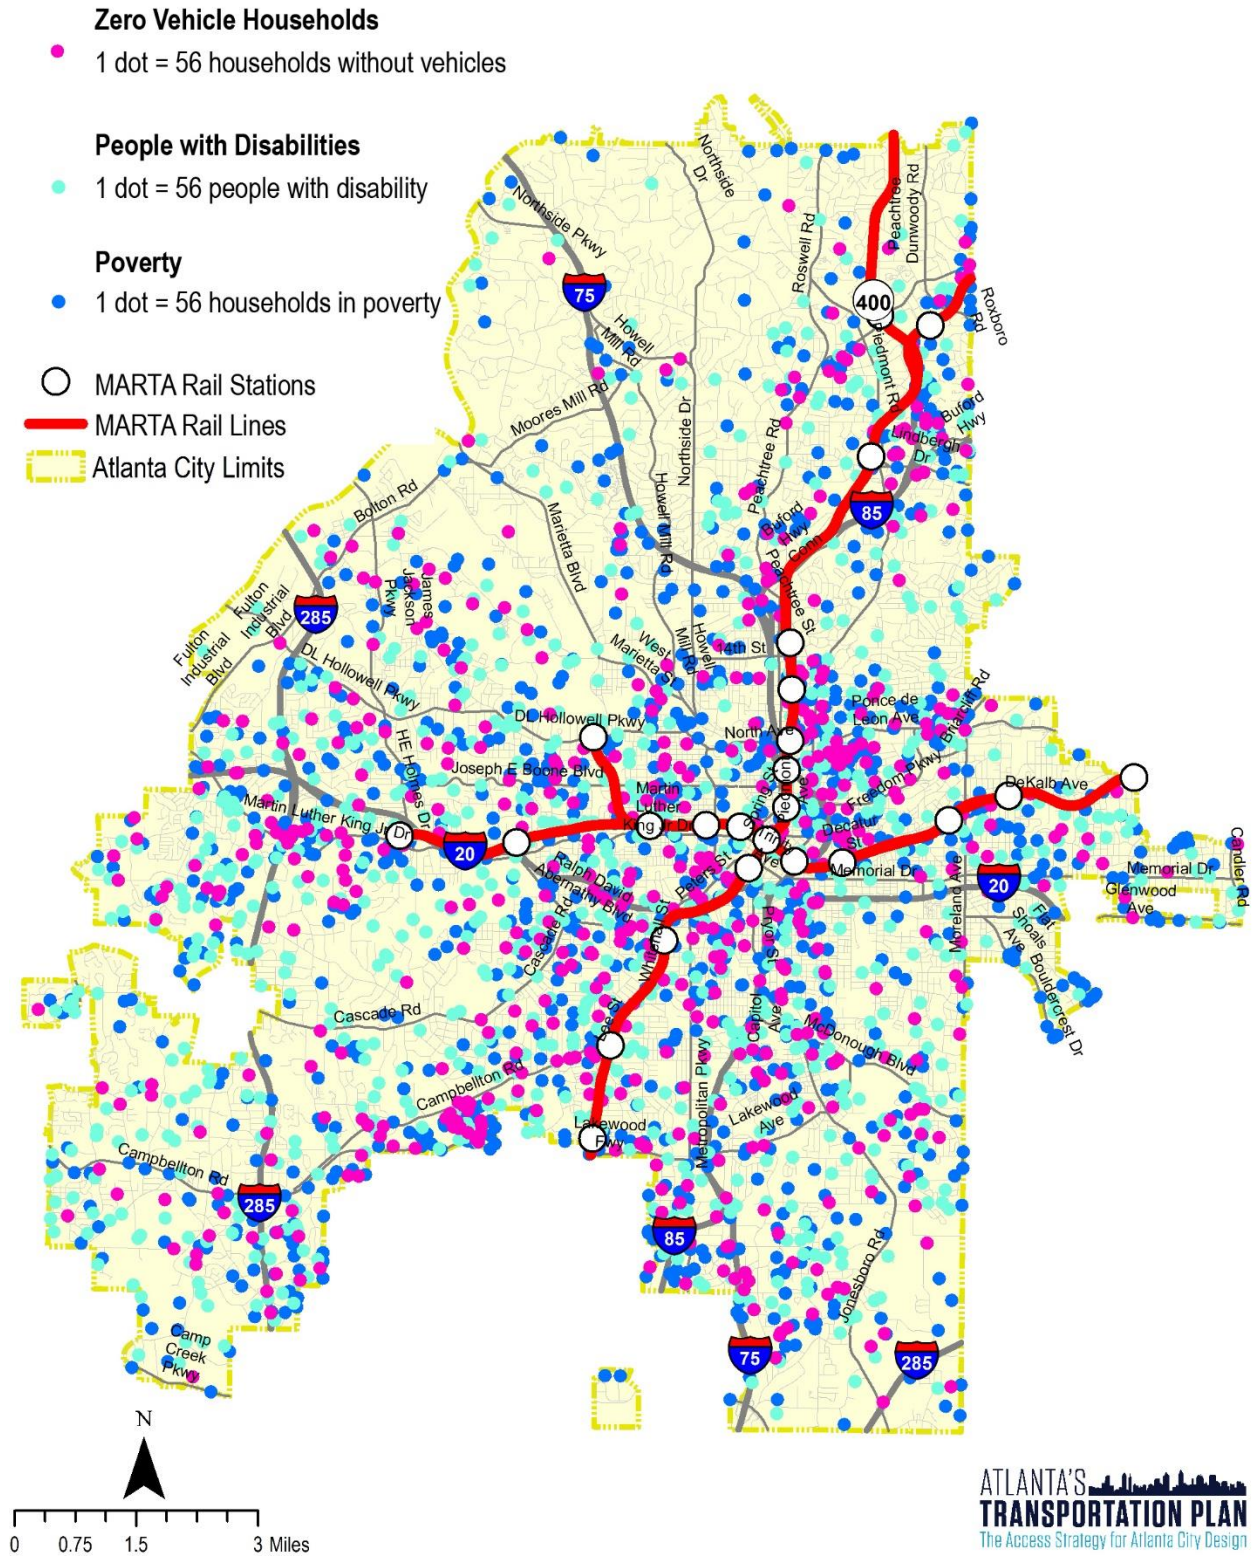 Zero Vehicle Households
1 dot = 56 households without vehicles
People with Disabilities
1 dot = 56 people with disability
Poverty
1 dot = 56 households in poverty
MARTA Rail Stations
MARTA Rail Lines
Atlanta City Limits
Northside
Dr
Peachtree
Dunwoody Rd
Northside Pkwy
Roswell Rd
75
400
Roxboro
Rd
Howell
Mill Rd
Piedmont Rd
Moores Mill Rd
Buford
Hwy
Northside Dr
Peachtree Rd
Lindbergh
Dr
Bolton Rd
Howell Mill Rd
Marietta Blvd
85
Buford
Hwy
Conn
Peachtree St
James
Jackson
Pkwy
Fulton
Industrial
Blvd
285
Fulton
Industrial
Blvd
West
Marietta St
Howell
Mill Rd
14th St
DL Hollowell Pkwy
Ponce de
Leon Ave
Briarcliff Rd
DL Hollowell Pkwy
North Ave
HE Holmes Dr
Joseph E Boone Blvd
Spring St
Piedmont
Ave
Freedom Pkwy
DeKalb Ave
Martin Luther King Jr Dr
Martin
Luther
King Jr Dr
Decatur
St
Trinity
Ave
20
Ralph David
Abernathy Blvd
Peters St
Memorial Dr
Moreland Ave
20
Memorial Dr
Glenwood
Ave
Candler Rd
Flat
Shoals
Ave
Cascade Rd
Whitehall St
Pryor St
Bouldercrest Dr
Cascade Rd
Lee St
Capitol
Ave
McDonough Blvd
Campbellton Rd
Metropolitan Pkwy
Lakewood
Ave
Lakewood
Fwy
Campbellton Rd
285
85
Jonesboro Rd
Camp
Creek
Pkwy
75
285
N
0 0.75 1.5 3 Miles
ATLANTA'S
TRANSPORTATION PLAN
The Access Strategy for Atlanta City Design